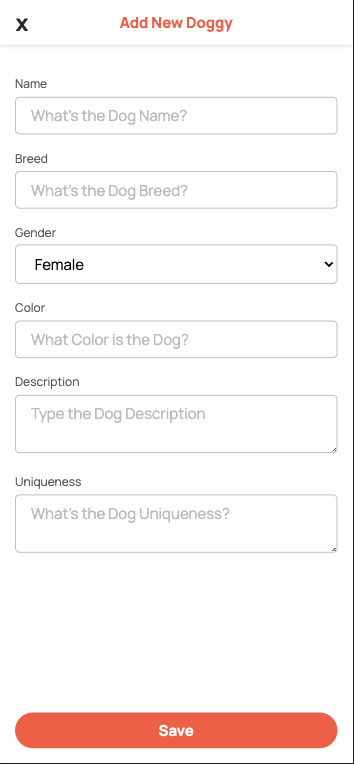 x
Add New Doggy
Name
What's the Dog Name?
Breed
What's the Dog Breed?
Gender
Female
Color
What Color is the Dog?
Description
Type the Dog Description
Uniqueness
What's the Dog Uniqueness?
Save